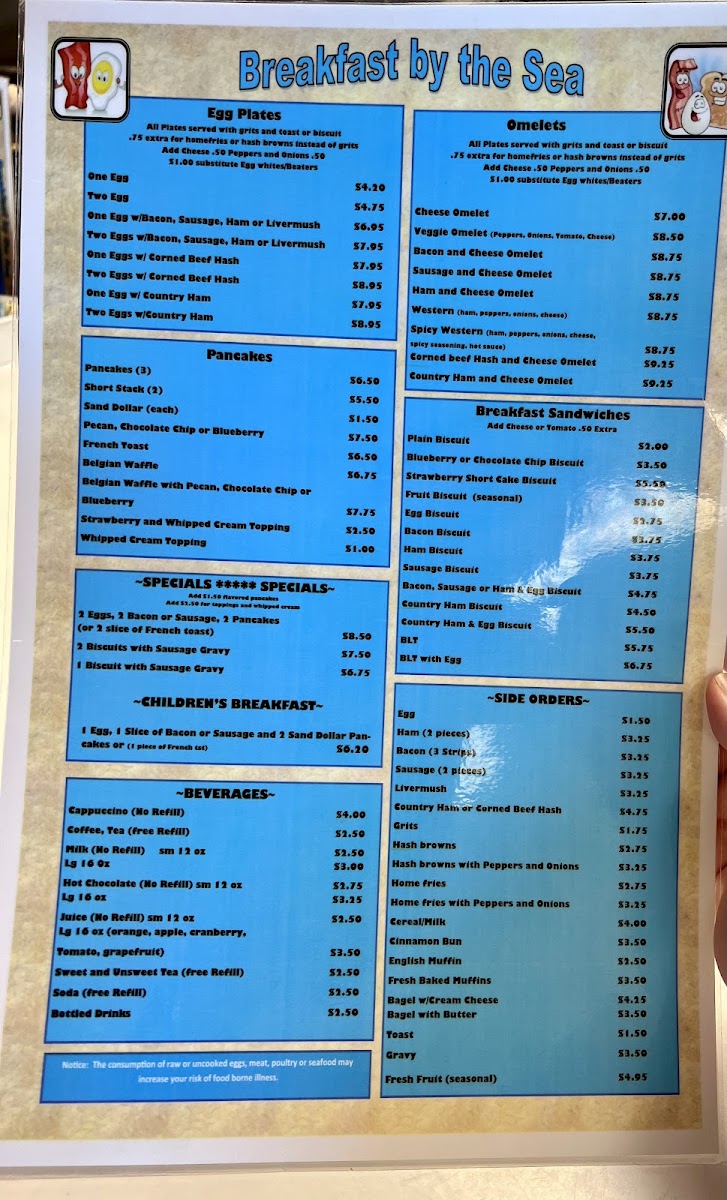 Breakfast by the Sea
Egg Plates
All Plates served with grits and toast or biscuit
.75 extra for homefries or hash browns instead of grits
Add Cheese .50 Peppers and Onions .50
$1.00 substitute Egg whites/Beaters
One Egg $4.20
Two Egg $4.75
One Egg w/Bacon, Sausage, Ham or Livermush $6.95
Two Eggs w/Bacon, Sausage, Ham or Livermush $7.95
One Eggs w/ Corned Beef Hash $7.95
Two Eggs w/ Corned Beef Hash $8.95
One Egg w/ Country Ham $7.95
Two Eggs w/Country Ham $8.95
Pancakes
Pancakes (3) $6.50
Short Stack (2) $5.50
Sand Dollar (each) $1.50
Pecan, Chocolate Chip or Blueberry $7.50
French Toast $6.50
Belgian Waffle $6.75
Belgian Waffle with Pecan, Chocolate Chip or
Blueberry $7.75
Strawberry and Whipped Cream Topping $2.50
Whipped Cream Topping $1.00
~SPECIALS ***** SPECIALS~
Add $1.50 flavored pancakes
Add $3.50 for toppings and whipped cream
2 Eggs, 2 Bacon or Sausage, 2 Pancakes
(or 2 slice of French toast) $8.50
2 Biscuits with Sausage Gravy $7.50
1 Biscuit with Sausage Gravy $6.75
~CHILDREN'S BREAKFAST~
1 Egg, 1 Slice of Bacon or Sausage and 2 Sand Dollar Pan-
cakes or (1 piece of French tst) $6.20
~BEVERAGES~
Cappuccino (No Refill) $4.00
Coffee, Tea (free Refill) $2.50
Milk (No Refill) sm 12 oz $2.50
Lg 16 Oz $3.00
Hot Chocolate (No Refill) sm 12 oz $2.75
Lg 16 oz $3.25
Juice (No Refill) sm 12 oz $2.50
Lg 16 oz (orange, apple, cranberry,
Tomato, grapefruit) $3.50
Sweet and Unsweet Tea (free Refill) $2.50
Soda (free Refill) $2.50
Bottled Drinks $2.50
Notice: The consumption of raw or uncooked eggs, meat, poultry or seafood may
increase your risk of food borne illness.
Omelets
All Plates served with grits and toast or biscuit
.75 extra for homefries or hash browns instead of grits
Add Cheese .50 Peppers and Onions .50
$1.00 substitute Egg whites/Beaters
Cheese Omelet $7.00
Veggie Omelet (Peppers, Onions, Tomato, Cheese) $8.50
Bacon and Cheese Omelet $8.75
Sausage and Cheese Omelet $8.75
Ham and Cheese Omelet $8.75
Western (ham, peppers, onions, cheese) $8.75
Spicy Western (ham, peppers, onions, cheese,
spicy seasoning, hot sauce) $8.75
Corned beef Hash and Cheese Omelet $9.25
Country Ham and Cheese Omelet $9.25
Breakfast Sandwiches
Add Cheese or Tomato .50 Extra
Plain Biscuit $2.00
Blueberry or Chocolate Chip Biscuit $3.50
Strawberry Short Cake Biscuit $5.50
Fruit Biscuit (seasonal) $3.50
Egg Biscuit $2.75
Bacon Biscuit $3.75
Ham Biscuit $3.75
Sausage Biscuit $3.75
Bacon, Sausage or Ham & Egg Biscuit $4.75
Country Ham Biscuit $4.50
Country Ham & Egg Biscuit $5.50
BLT $5.75
BLT with Egg $6.75
~SIDE ORDERS~
Egg $1.50
Ham (2 pieces) $3.25
Bacon (3 Strips) $3.25
Sausage (2 pieces) $3.25
Livermush $3.25
Country Ham or Corned Beef Hash $4.75
Grits $1.75
Hash browns $2.75
Hash browns with Peppers and Onions $3.25
Home fries $2.75
Home fries with Peppers and Onions $3.25
Cereal/Milk $4.00
Cinnamon Bun $3.50
English Muffin $2.50
Fresh Baked Muffins $3.50
Bagel w/Cream Cheese $4.25
Bagel with Butter $3.50
Toast $1.50
Gravy $3.50
Fresh Fruit (seasonal) $4.95